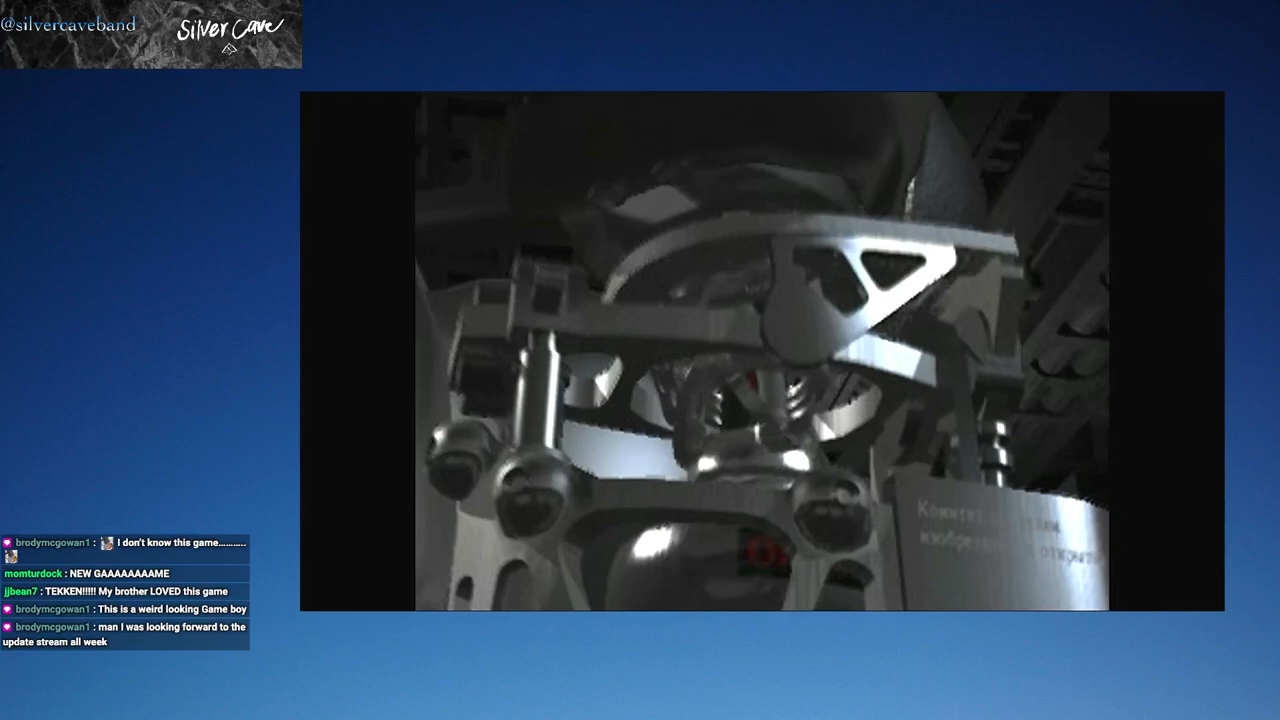 @silvercaveband
Silver Cave
brodymcgowan1 : I don't know this game..........
momturdock : NEW GAAAAAAAAME
jjbean7 : TEKKEN!!!!! My brother LOVED this game
brodymcgowan1 : This is a weird looking Game boy
brodymcgowan1 : man I was looking forward to the
update stream all week